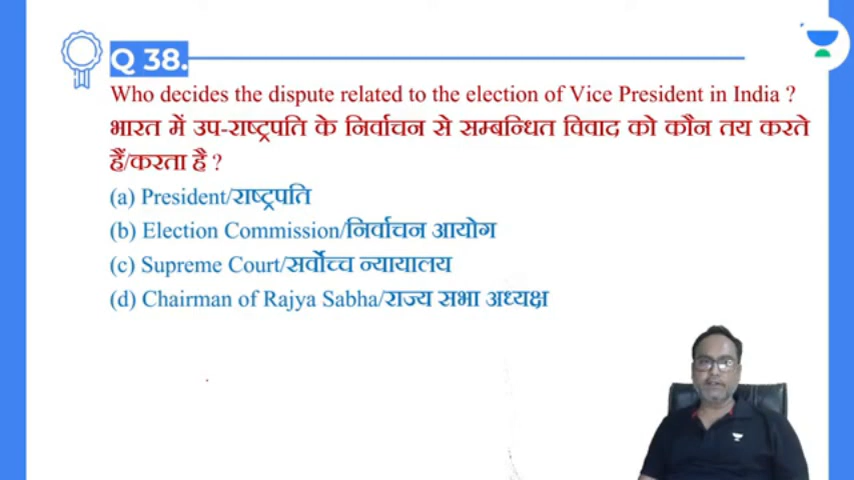 Q 38.
Who decides the dispute related to the election of Vice President in India ?
भारत में उप-राष्ट्रपति के निर्वाचन से सम्बन्धित विवाद को कौन तय करते
हैं/करता है ?
(a) President/राष्ट्रपति
(b) Election Commission/निर्वाचन आयोग
(c) Supreme Court/सर्वोच्च न्यायालय
(d) Chairman of Rajya Sabha/राज्य सभा अध्यक्ष